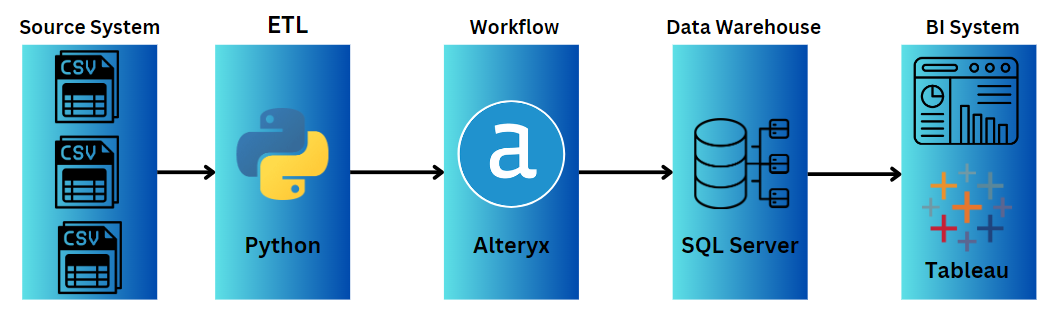 Source System
ETL
Workflow
Data Warehouse
BI System
CSV
CSV
CSV
Python
a
Alteryx
SQL Server
Tableau